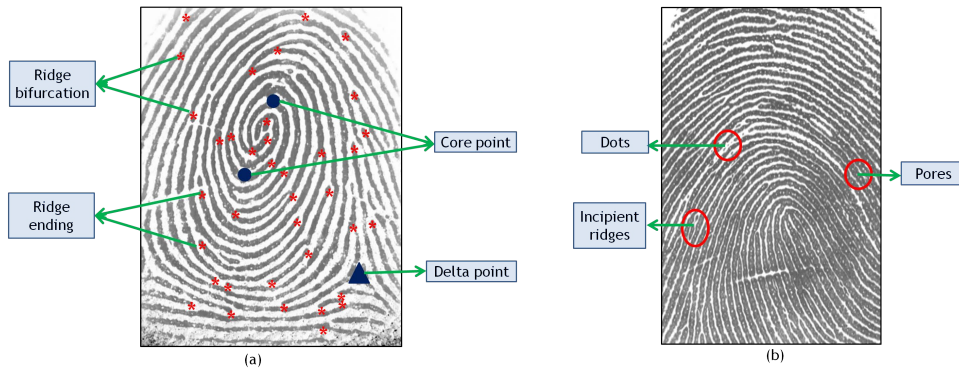 Ridge
bifurcation
Core point
Ridge
ending
Delta point
(a)
Dots
Pores
Incipient
ridges
(b)